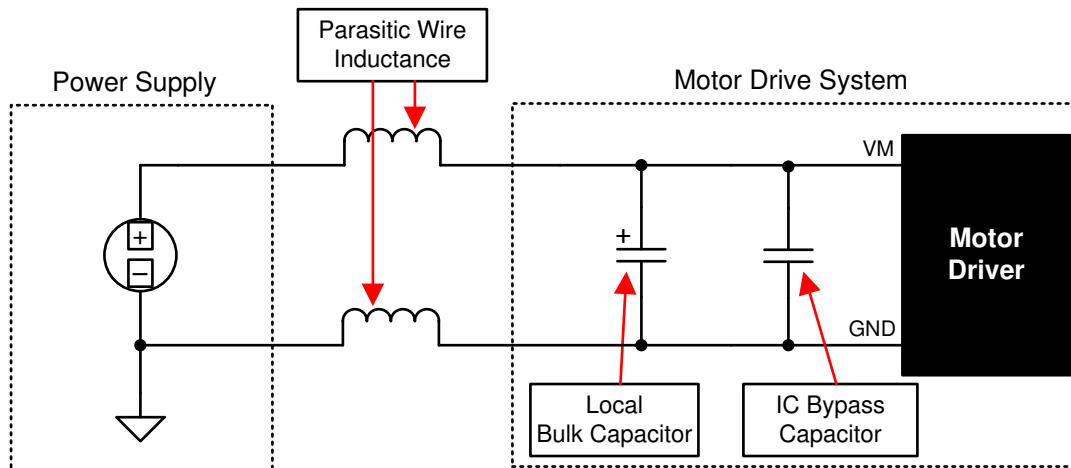 Parasitic Wire
Inductance
Power Supply
Motor Drive System
VM
+
−
+
Motor
Driver
GND
Local
Bulk Capacitor
IC Bypass
Capacitor